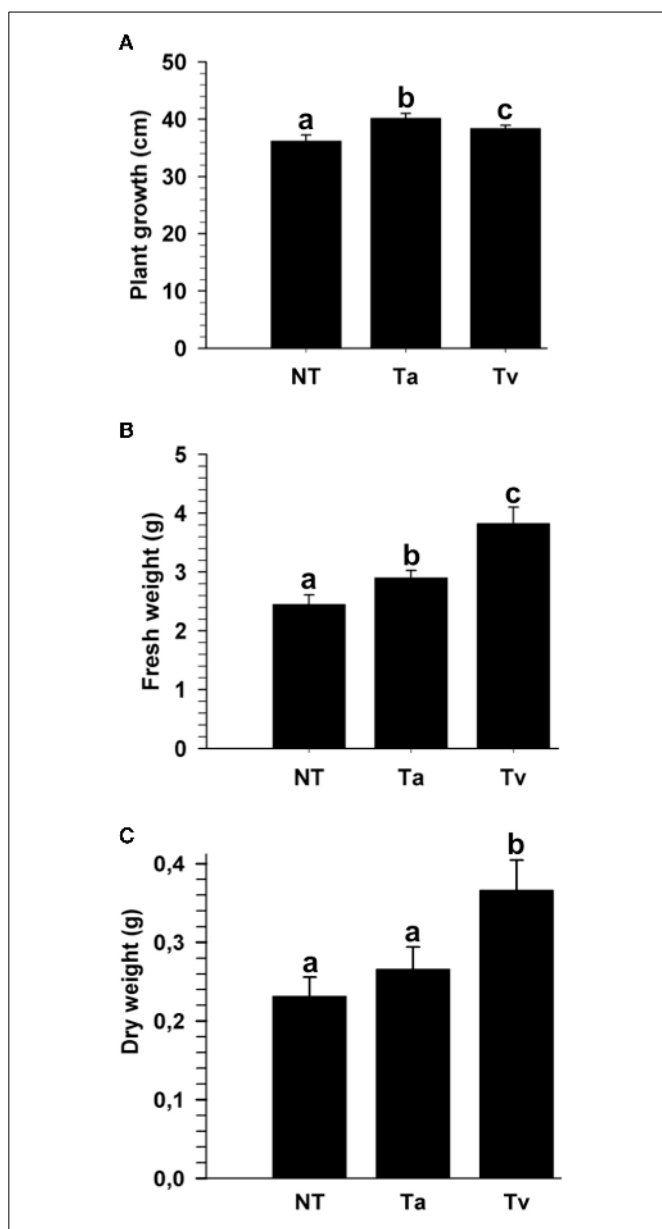 A
Plant growth (cm)
50
40
30
20
10
0
a
b
c
NT Ta Tv
B
Fresh weight (g)
5
4
3
2
1
0
a
b
c
NT Ta Tv
C
Dry weight (g)
0,4
0,3
0,2
0,1
0,0
a
a
b
NT Ta Tv